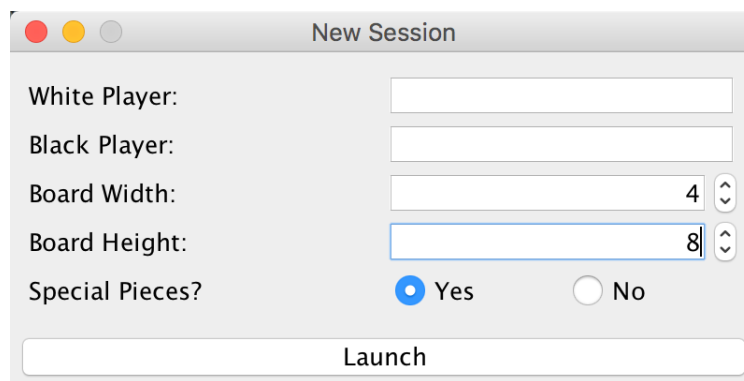 New Session
White Player:
Black Player:
Board Width: 4
Board Height: 8
Special Pieces? Yes No
Launch